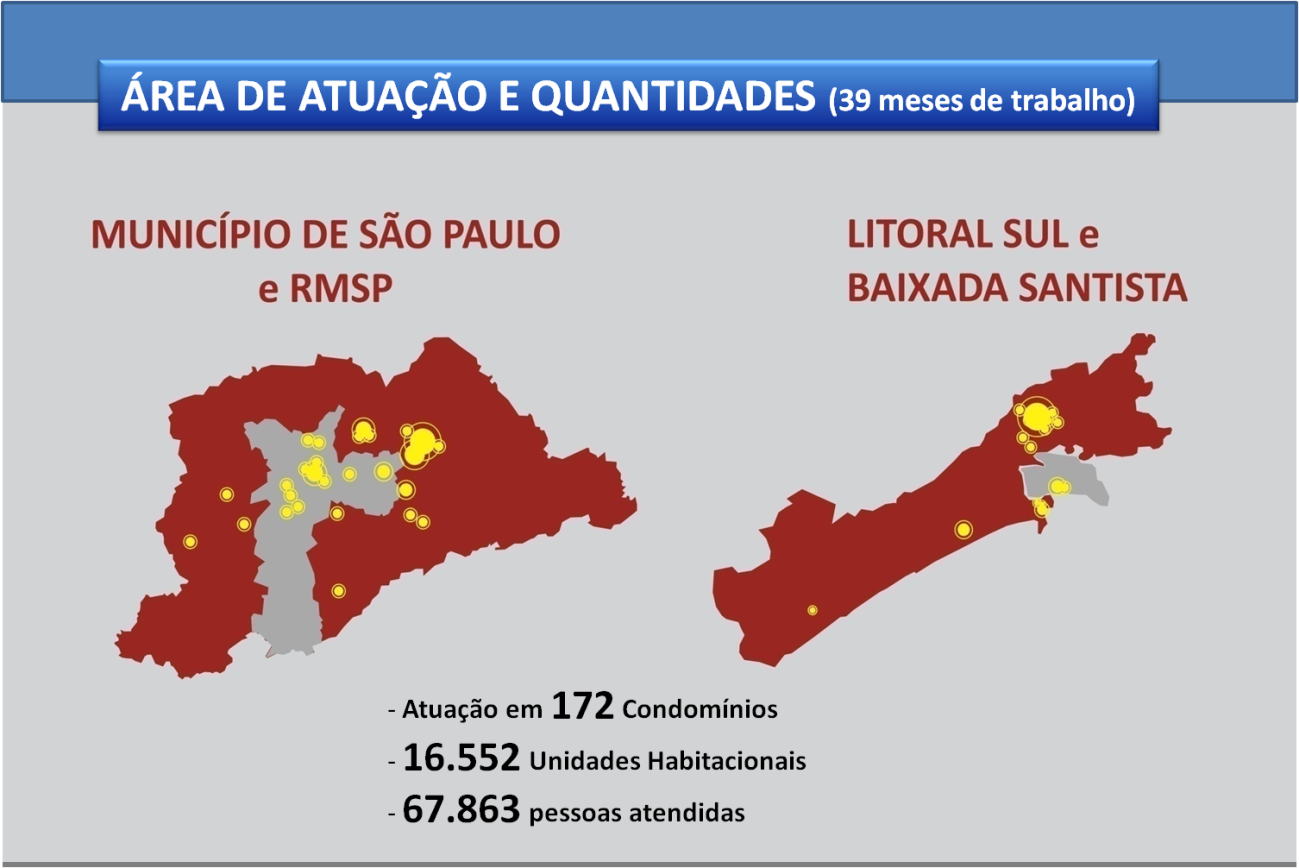 ÁREA DE ATUAÇÃO E QUANTIDADES (39 meses de trabalho)
MUNICÍPIO DE SÃO PAULO
e RMSP
LITORAL SUL e
BAIXADA SANTISTA
- Atuação em 172 Condomínios
- 16.552 Unidades Habitacionais
- 67.863 pessoas atendidas